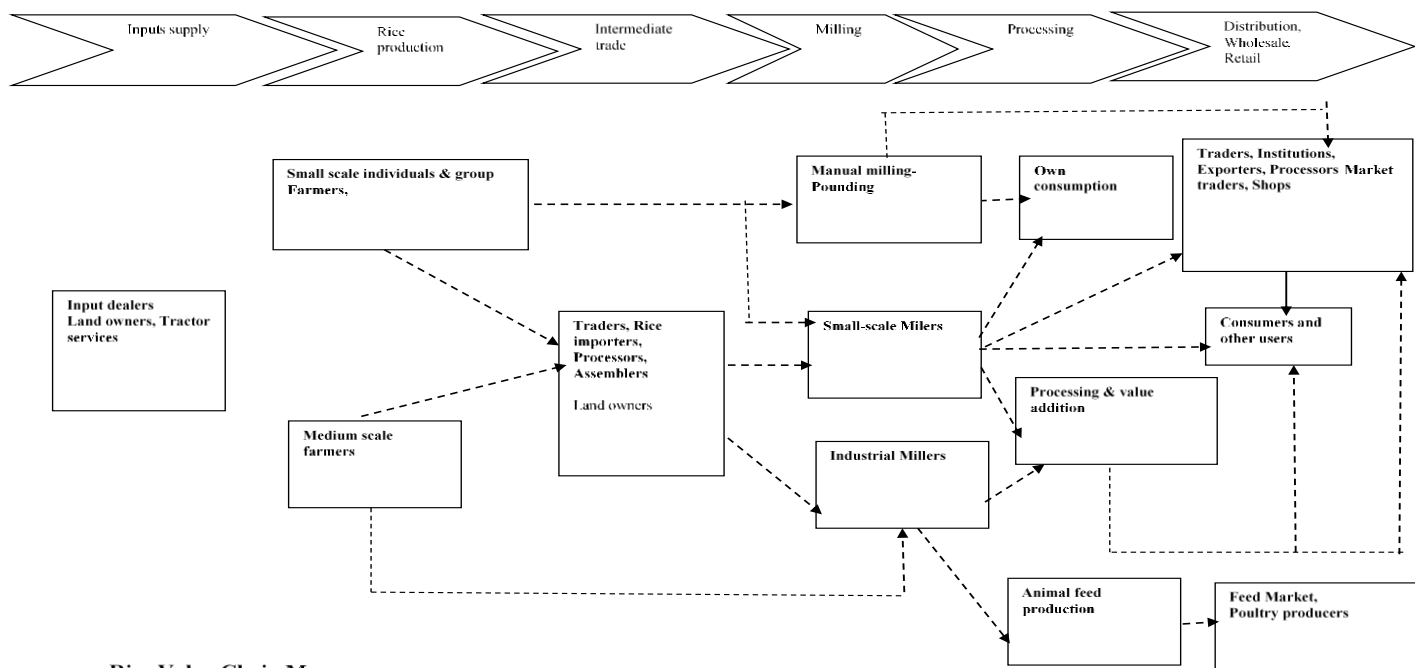 Inputs supply
Rice
production
Intermediate
trade
Milling
Processing
Distribution,
Wholesale,
Retail
Small scale individuals & group
Farmers,
Manual milling-
Pounding
Own
consumption
Traders, Institutions,
Exporters, Processors Market
traders, Shops
Input dealers
Land owners, Tractor
services
Traders, Rice
importers,
Processors,
Assemblers
Land owners
Small-scale Milers
Consumers and
other users
Processing & value
addition
Medium scale
farmers
Industrial Millers
Animal feed
production
Feed Market,
Poultry producers